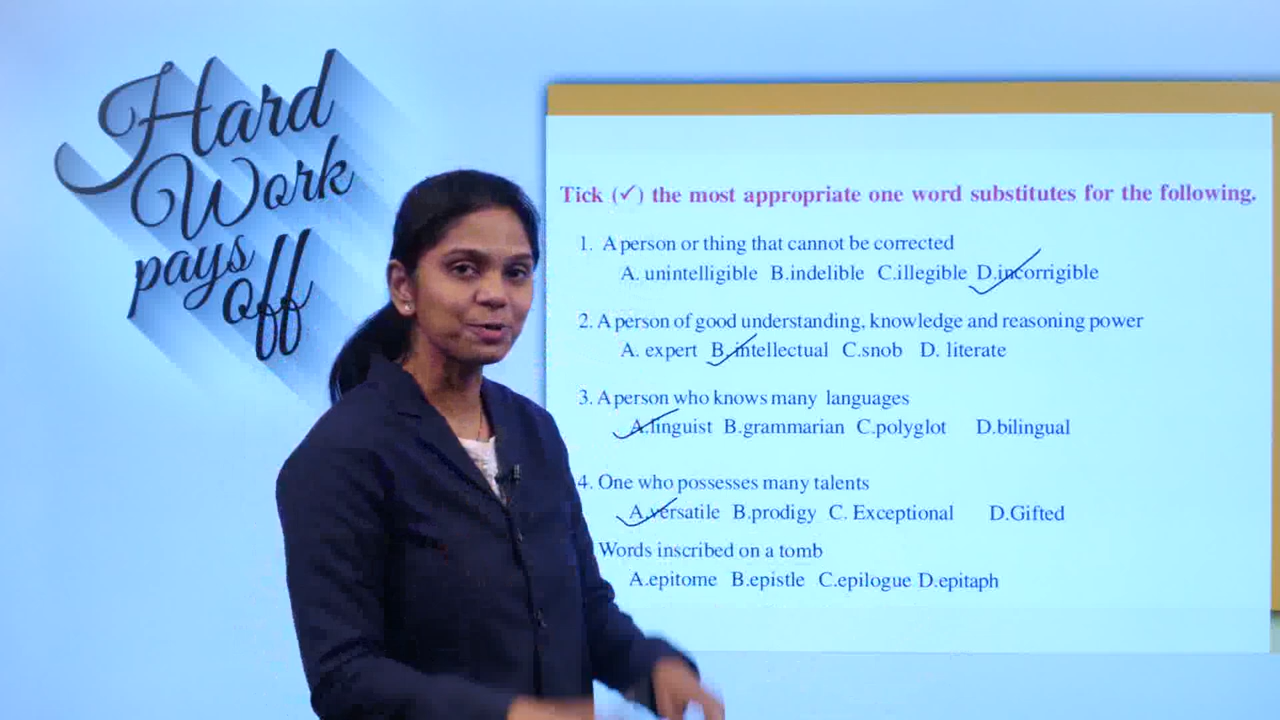 Hard
Work
pays
off
Tick (✓) the most appropriate one word substitutes for the following.
1. A person or thing that cannot be corrected
A. unintelligible B.indelible C.illegible D.incorrigible
2. A person of good understanding, knowledge and reasoning power
A. expert B.intellectual C.snob D. literate
3. A person who knows many languages
A.linguist B.grammarian C.polyglot D.bilingual
4. One who possesses many talents
A.versatile B.prodigy C. Exceptional D.Gifted
Words inscribed on a tomb
A.epitome B.epistle C.epilogue D.epitaph